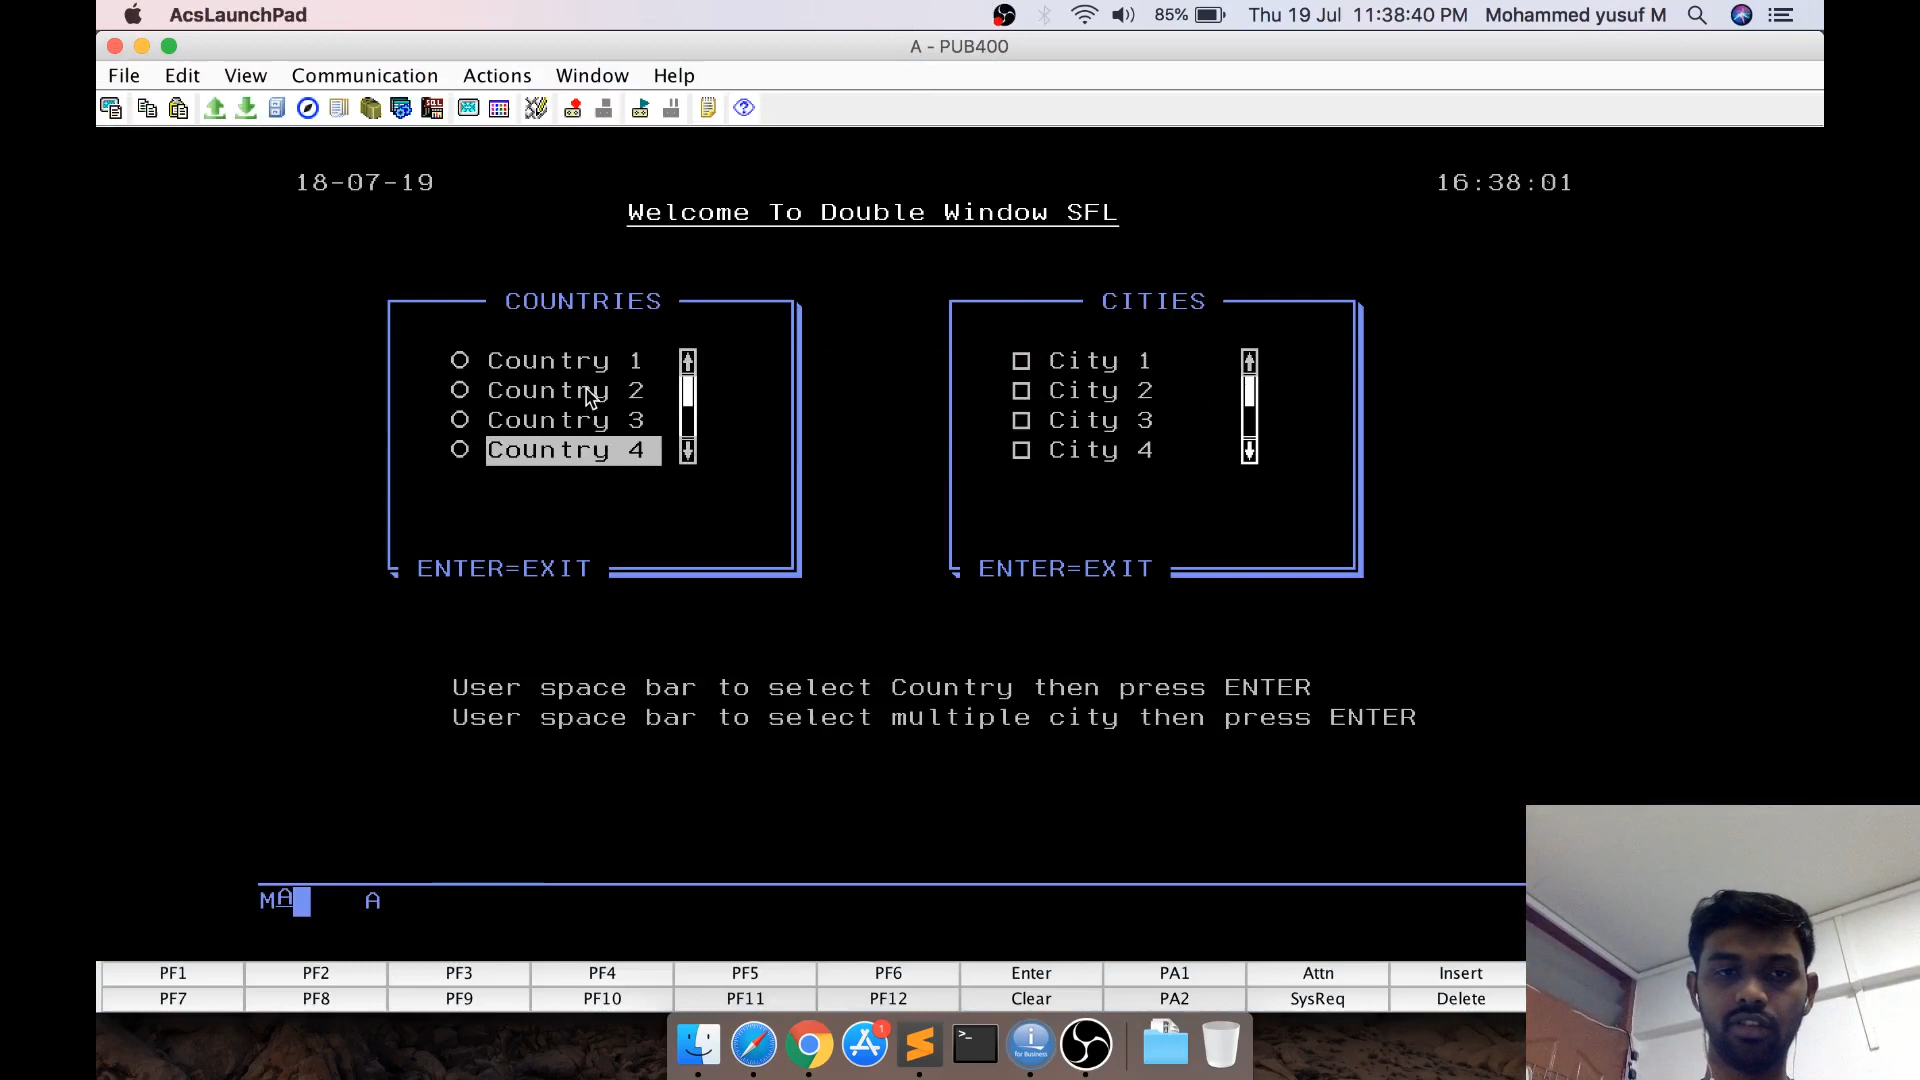 AcsLaunchPad 85% Thu 19 Jul 11:38:40 PM Mohammed yusuf M
A - PUB400
File Edit View Communication Actions Window Help
18-07-19 16:38:01
Welcome To Double Window SFL
COUNTRIES CITIES
Country 1 City 1
Country 2 City 2
Country 3 City 3
Country 4 City 4
ENTER=EXIT ENTER=EXIT
User space bar to select Country then press ENTER
User space bar to select multiple city then press ENTER
MA A
PF1 PF2 PF3 PF4 PF5 PF6 Enter PA1 Attn Insert
PF7 PF8 PF9 PF10 PF11 PF12 Clear PA2 SysReq Delete
1
i
for Business